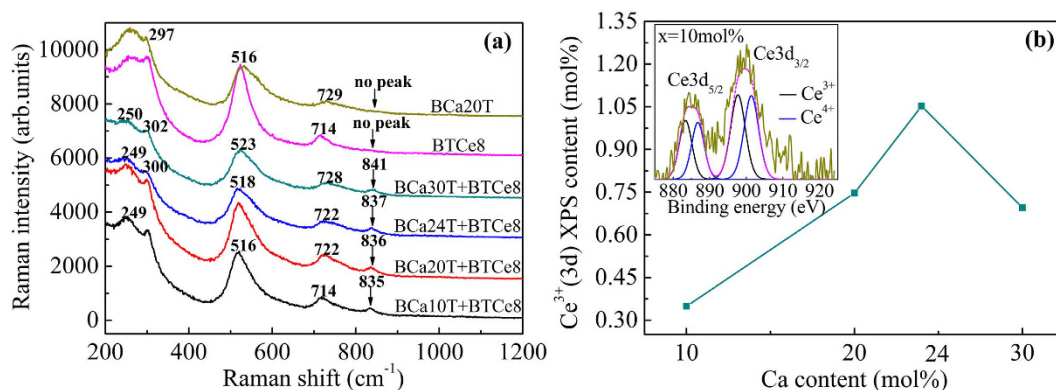 (a)
297
516
729
no peak
BCa20T
no peak
714
BTCe8
250
302
523
728
841
BCa30T+BTCe8
249
300
518
722
837
BCa24T+BTCe8
722
836
BCa20T+BTCe8
249
516
714
835
BCa10T+BTCe8
10000
8000
6000
4000
2000
0
200 400 600 800 1000 1200
Raman intensity (arb.units)
Raman shift (cm⁻¹)
(b)
x=10mol%
Ce3d3/2
Ce3d5/2
Ce³⁺
Ce⁴⁺
880 890 900 910 920
Binding energy (eV)
1.20
1.05
0.90
0.75
0.60
0.45
0.30
10 20 24 30
Ce³⁺(3d) XPS content (mol%)
Ca content (mol%)